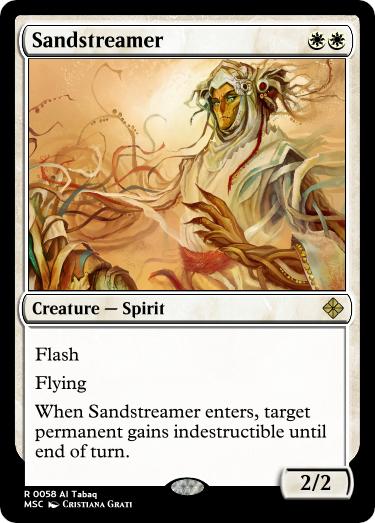 Sandstreamer
Creature — Spirit
Flash
Flying
When Sandstreamer enters, target
permanent gains indestructible until
end of turn.
2/2
R 0058 Al Tabaq
MSC Cristiana Grati